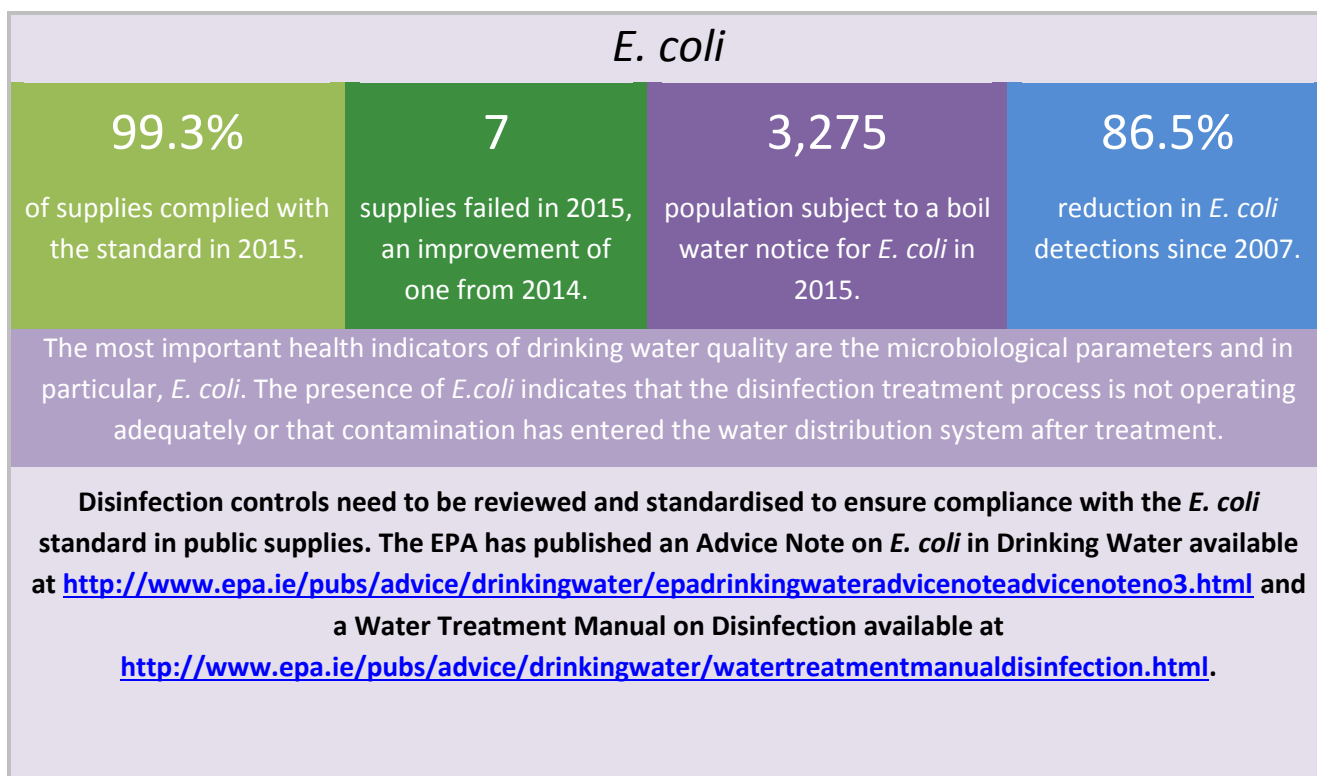 E. coli
99.3%
of supplies complied with
the standard in 2015.
7
supplies failed in 2015,
an improvement of
one from 2014.
3,275
population subject to a boil
water notice for E. coli in
2015.
86.5%
reduction in E. coli
detections since 2007.
The most important health indicators of drinking water quality are the microbiological parameters and in
particular, E. coli. The presence of E.coli indicates that the disinfection treatment process is not operating
adequately or that contamination has entered the water distribution system after treatment.
Disinfection controls need to be reviewed and standardised to ensure compliance with the E. coli
standard in public supplies. The EPA has published an Advice Note on E. coli in Drinking Water available
at http://www.epa.ie/pubs/advice/drinkingwater/epadrinkingwateradvicenoteadvicenoteno3.html and
a Water Treatment Manual on Disinfection available at
http://www.epa.ie/pubs/advice/drinkingwater/watertreatmentmanualdisinfection.html.